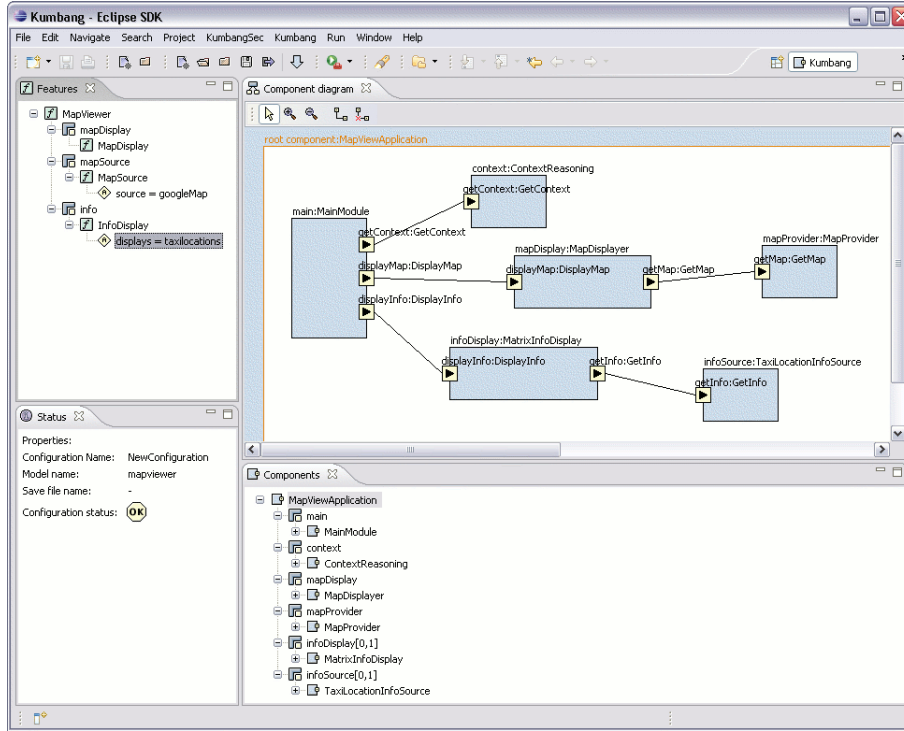 Kumbang - Eclipse SDK
File Edit Navigate Search Project KumbangSec Kumbang Run Window Help
Kumbang
Features
MapViewer
mapDisplay
MapDisplay
mapSource
MapSource
source = googleMap
info
InfoDisplay
displays = taxilocations
Component diagram
root component:MapViewApplication
context:ContextReasoning
getContext:GetContext
main:MainModule
getContext:GetContext
mapDisplay:MapDisplayer
mapProvider:MapProvider
displayMap:DisplayMap
displayMap:DisplayMap
getMap:GetMap
getMap:GetMap
displayInfo:DisplayInfo
infoDisplay:MatrixInfoDisplay
displayInfo:DisplayInfo
getInfo:GetInfo
infoSource:TaxiLocationInfoSource
getInfo:GetInfo
Status
Properties:
Configuration Name: NewConfiguration
Model name: mapviewer
Save file name: -
Configuration status: OK
Components
MapViewApplication
main
MainModule
context
ContextReasoning
mapDisplay
MapDisplayer
mapProvider
MapProvider
infoDisplay[0,1]
MatrixInfoDisplay
infoSource[0,1]
TaxiLocationInfoSource